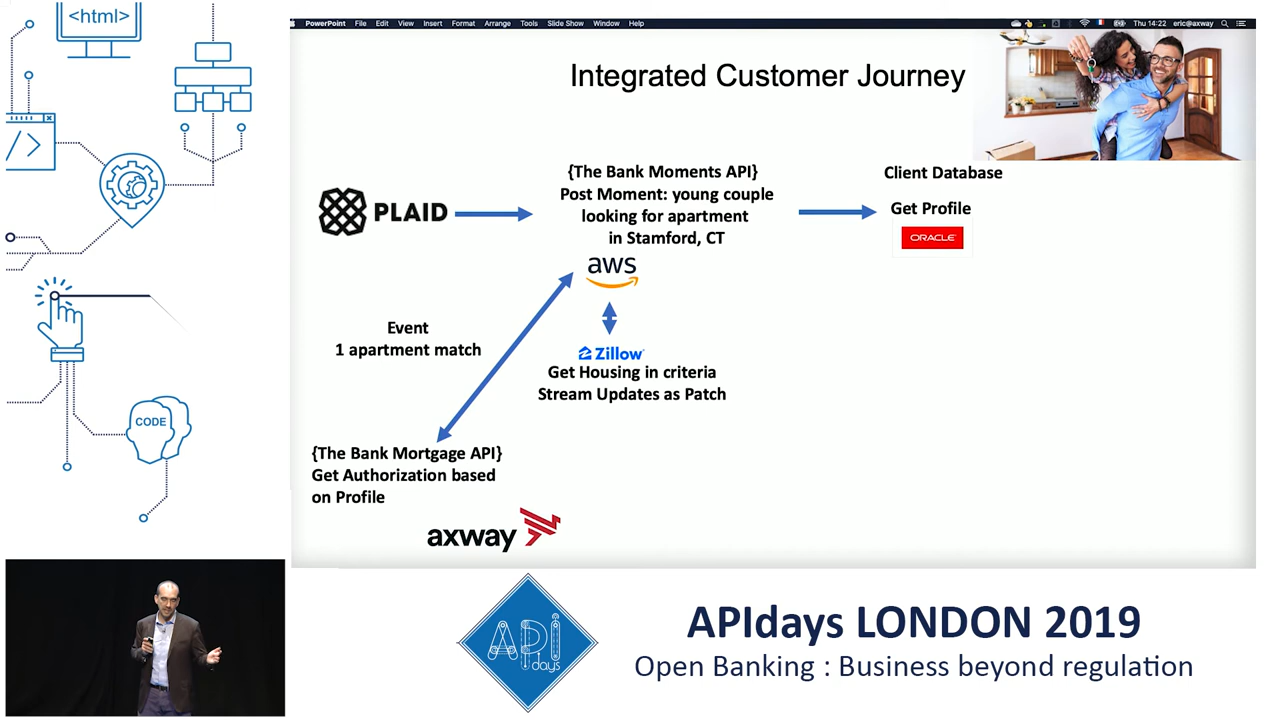 <html>
PowerPoint File Edit View Insert Format Arrange Tools Slide Show Window Help
Thu 14:22 eric@axway
Integrated Customer Journey
PLAID
{The Bank Moments API}
Post Moment: young couple
looking for apartment
in Stamford, CT
aws
Client Database
Get Profile
ORACLE
Event
1 apartment match
Zillow
Get Housing in criteria
Stream Updates as Patch
{The Bank Mortgage API}
Get Authorization based
on Profile
axway
</>
CODE
API
days
APIdays LONDON 2019
Open Banking : Business beyond regulation